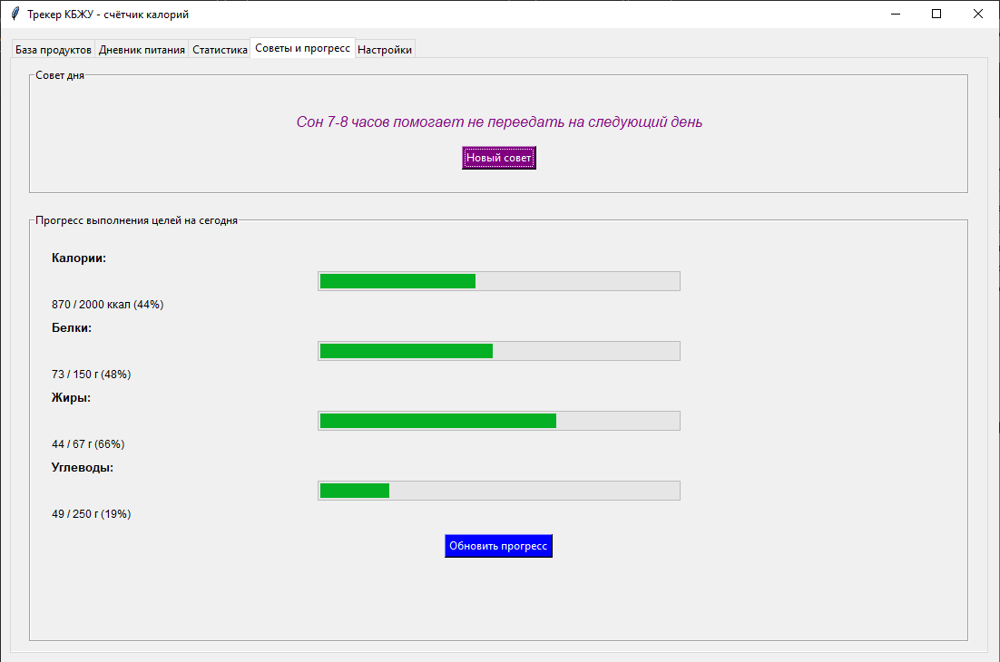 Трекер КБЖУ - счётчик калорий
База продуктов Дневник питания Статистика Советы и прогресс Настройки
Совет дня
Сон 7-8 часов помогает не переедать на следующий день
Новый совет
Прогресс выполнения целей на сегодня
Калории:
870 / 2000 ккал (44%)
Белки:
73 / 150 г (48%)
Жиры:
44 / 67 г (66%)
Углеводы:
49 / 250 г (19%)
Обновить прогресс